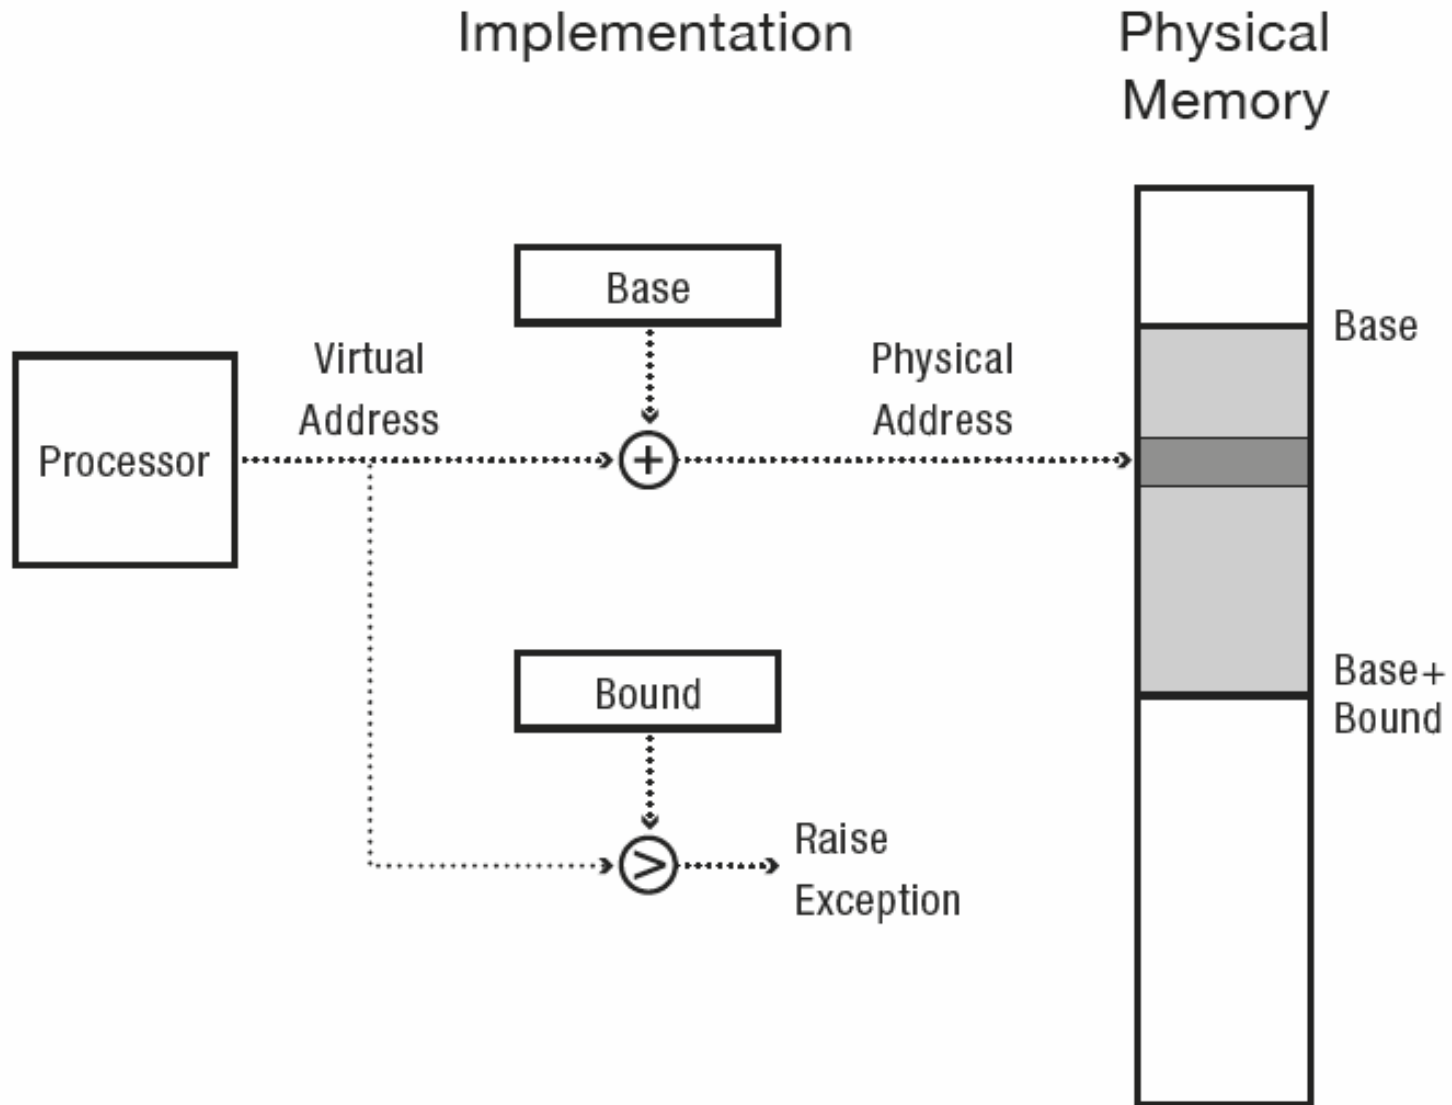 Implementation
Physical
Memory
Base
Base
Virtual
Address
Physical
Address
Processor
+
Bound
Base+
Bound
>
Raise
Exception